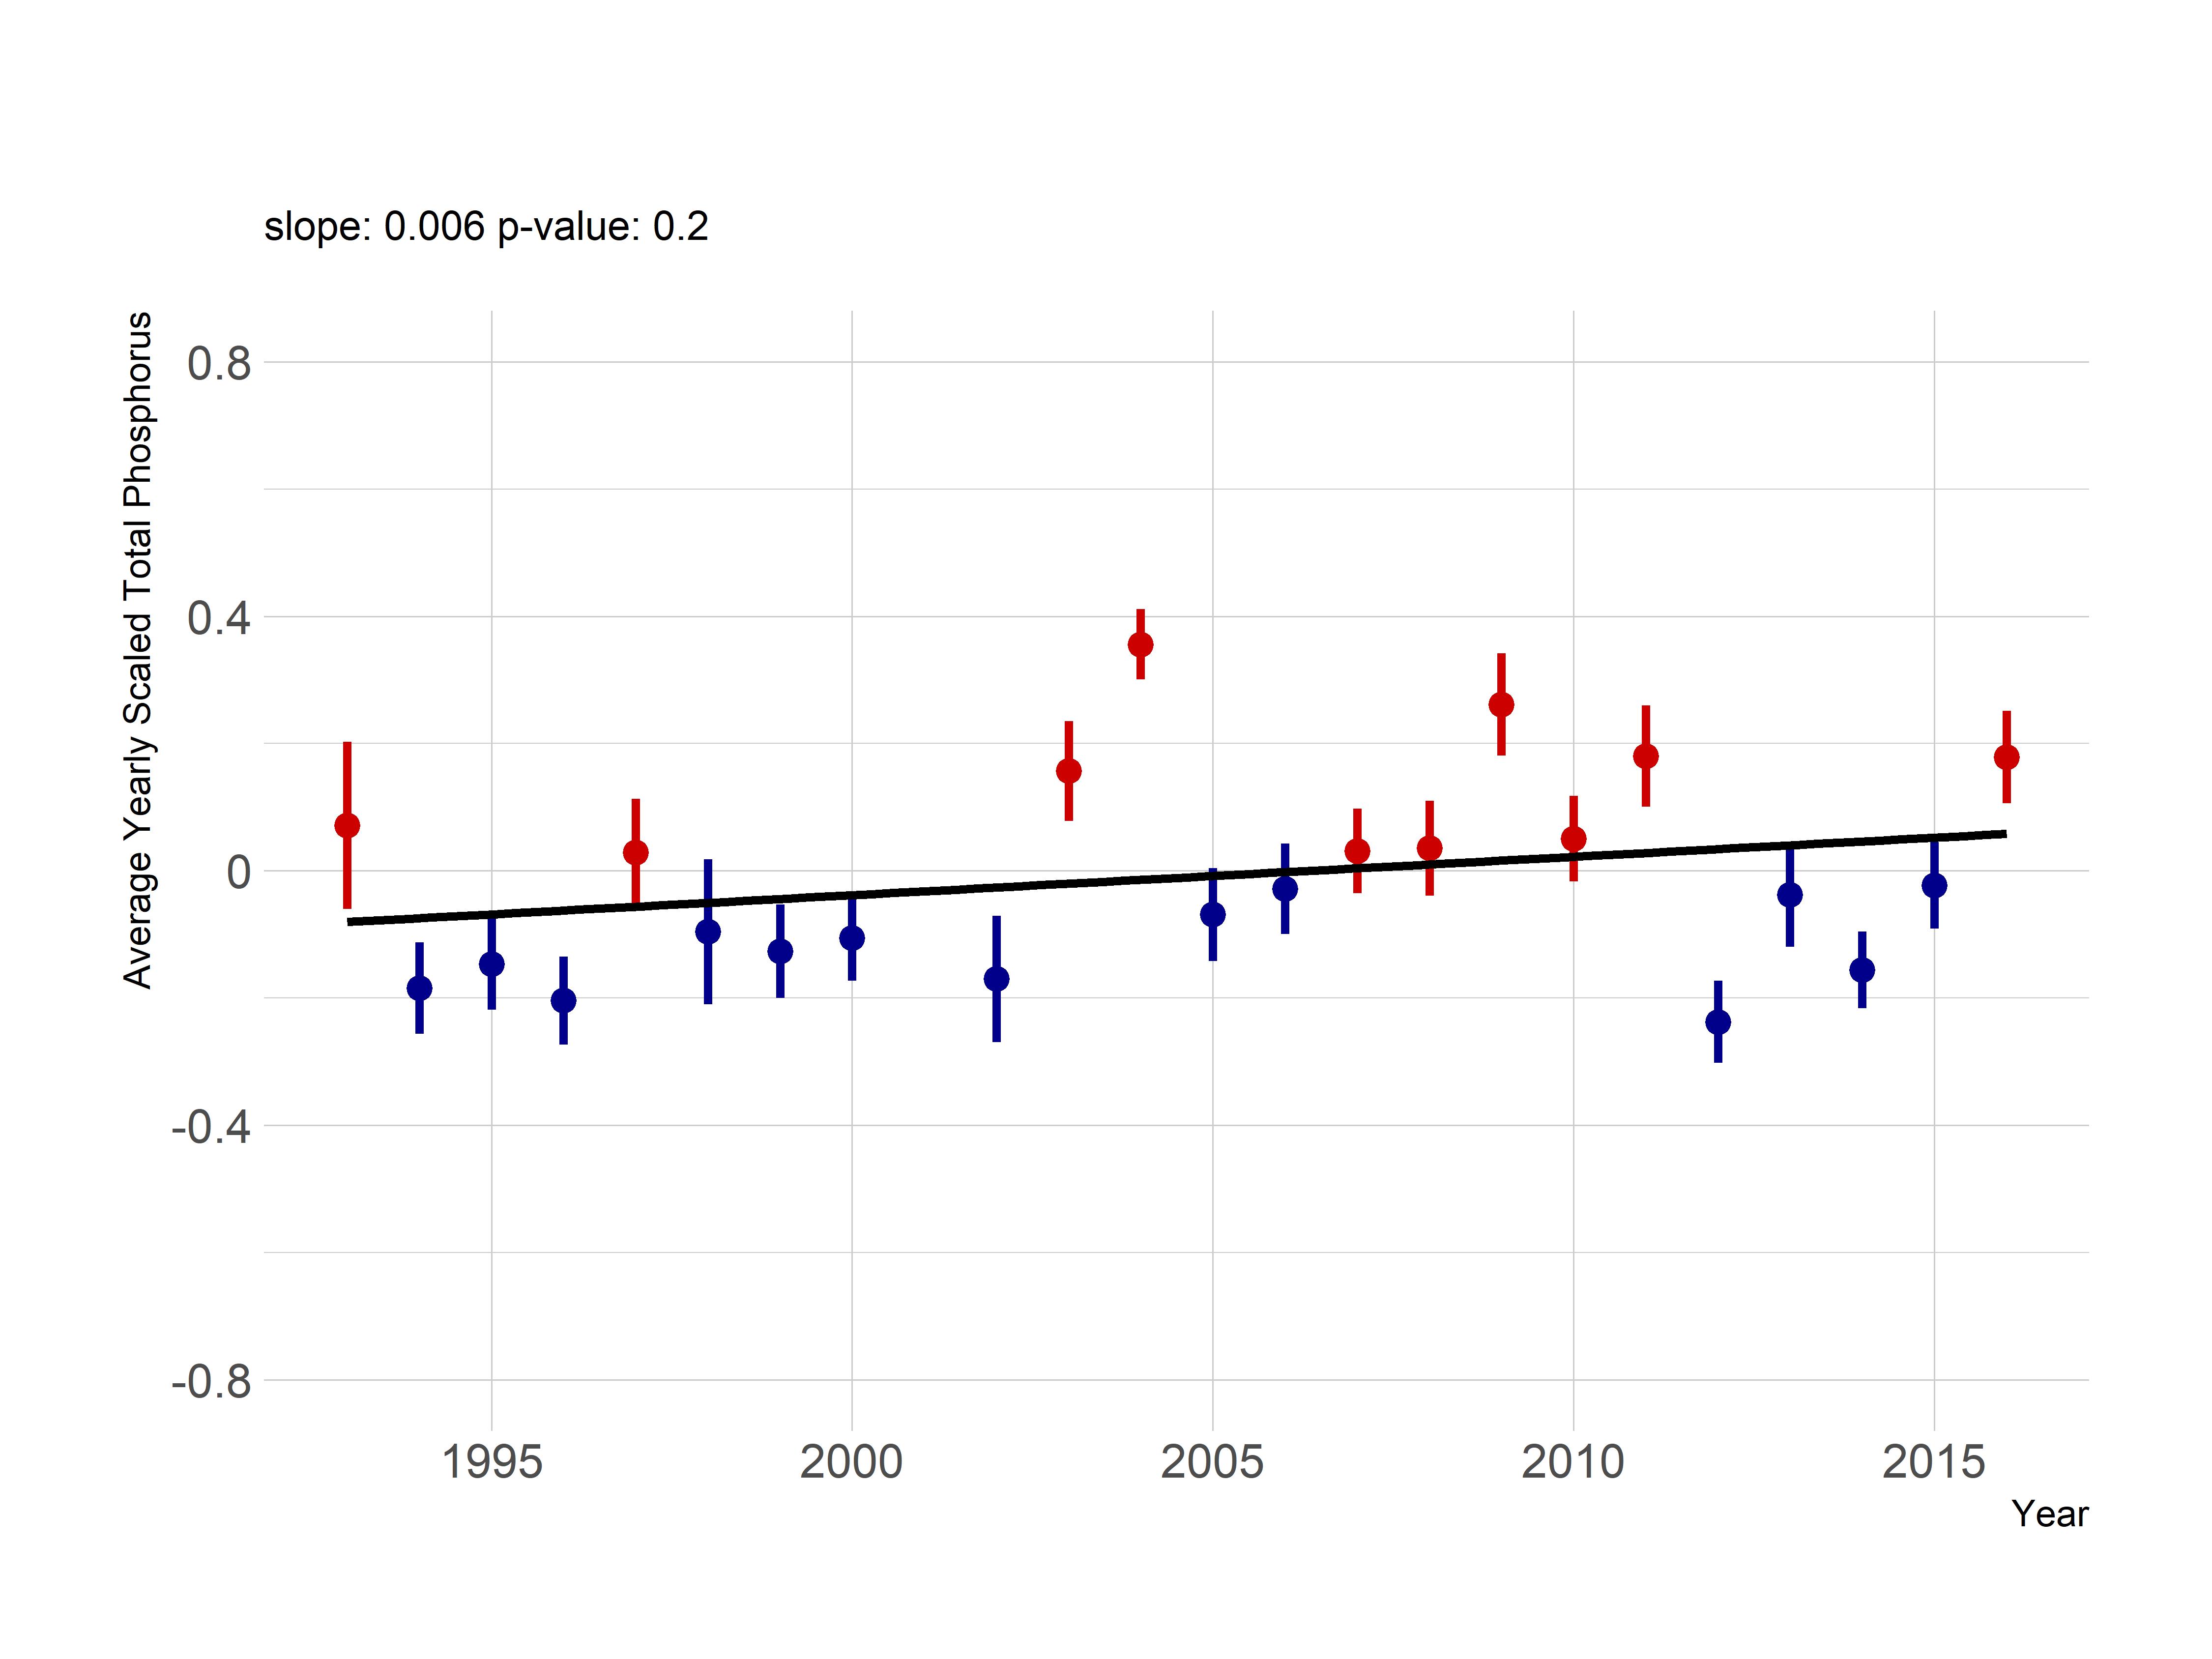 slope: 0.006 p-value: 0.2
Average Yearly Scaled Total Phosphorus
0.8
0.4
0
-0.4
-0.8
1995 2000 2005 2010 2015
Year